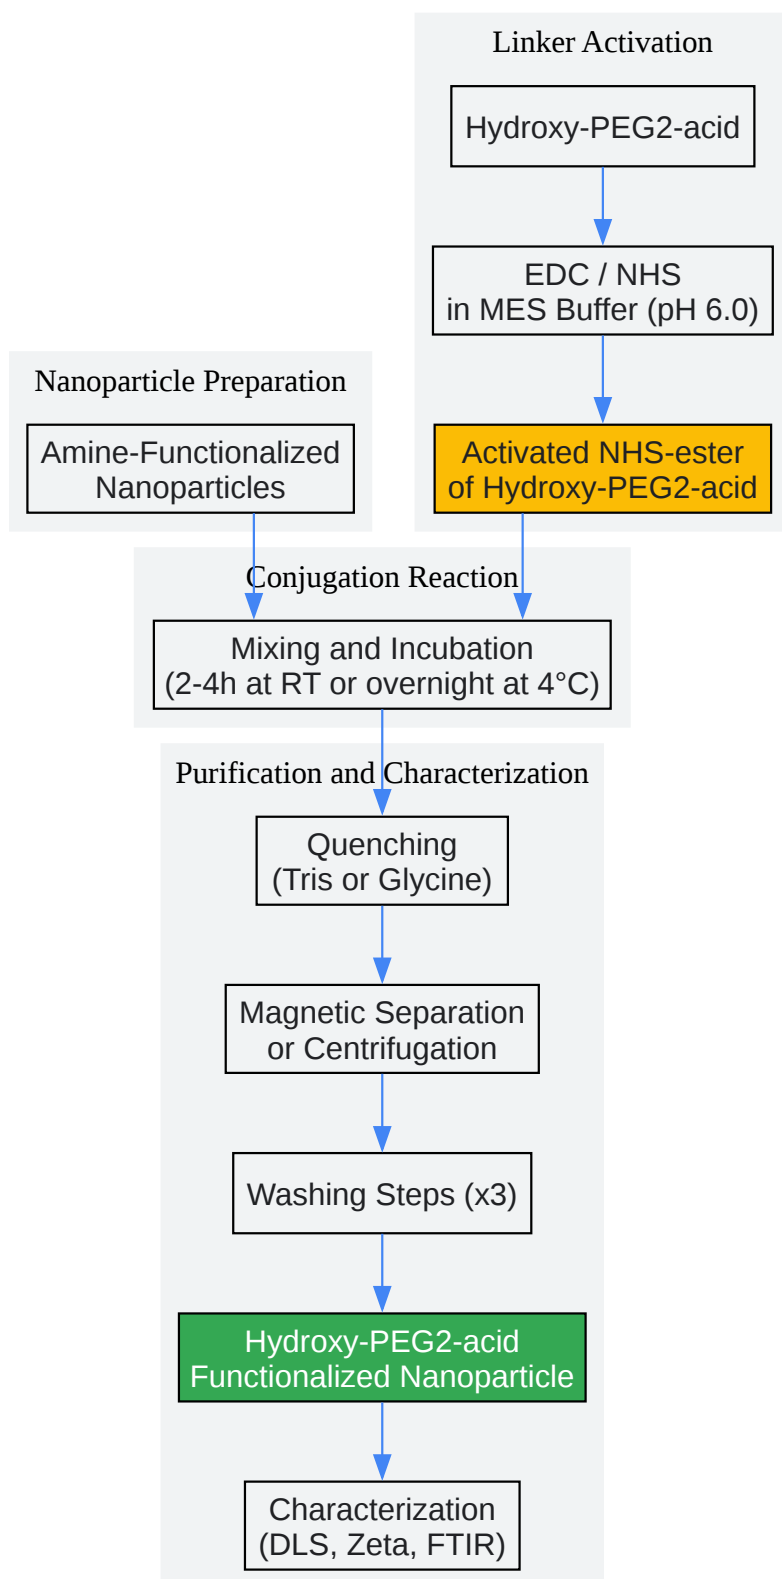 Linker Activation
Hydroxy-PEG2-acid
EDC / NHS
in MES Buffer (pH 6.0)
Nanoparticle Preparation
Amine-Functionalized
Nanoparticles
Activated NHS-ester
of Hydroxy-PEG2-acid
Conjugation Reaction
Mixing and Incubation
(2-4h at RT or overnight at 4°C)
Purification and Characterization
Quenching
(Tris or Glycine)
Magnetic Separation
or Centrifugation
Washing Steps (x3)
Hydroxy-PEG2-acid
Functionalized Nanoparticle
Characterization
(DLS, Zeta, FTIR)